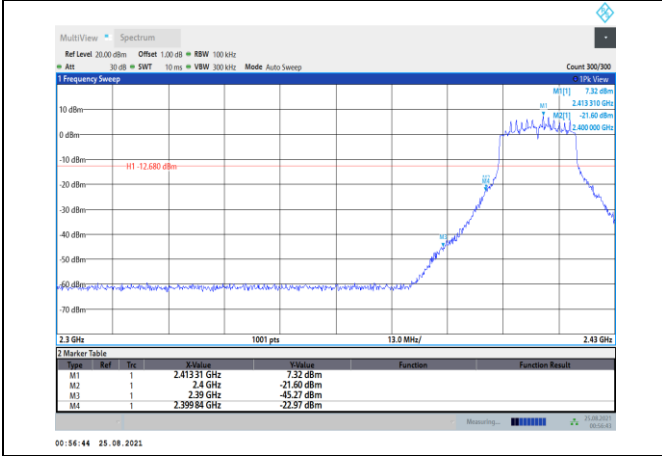 MultiView Spectrum
Ref Level 20.00 dBm Offset 1.00 dB RBW 100 kHz
Att 30 dB SWT 10 ms VBW 300 kHz Mode Auto Sweep Count 300/300
1 Frequency Sweep 1Pk View
M1[1] 7.32 dBm
2.413 310 GHz
M1
M2[1] -21.60 dBm
2.400 000 GHz
10 dBm
0 dBm
-10 dBm
H1 -12.680 dBm
-20 dBm
M4
-30 dBm
-40 dBm
M3
-50 dBm
-60 dBm
-70 dBm
2.3 GHz 1001 pts 13.0 MHz/ 2.43 GHz
2 Marker Table
Type Ref Trc X-Value Y-Value Function Function Result
M1 1 2.41331 GHz 7.32 dBm
M2 1 2.4 GHz -21.60 dBm
M3 1 2.39 GHz -45.27 dBm
M4 1 2.39984 GHz -22.97 dBm
Measuring... 25.08.2021
00:56:43
00:56:44 25.08.2021